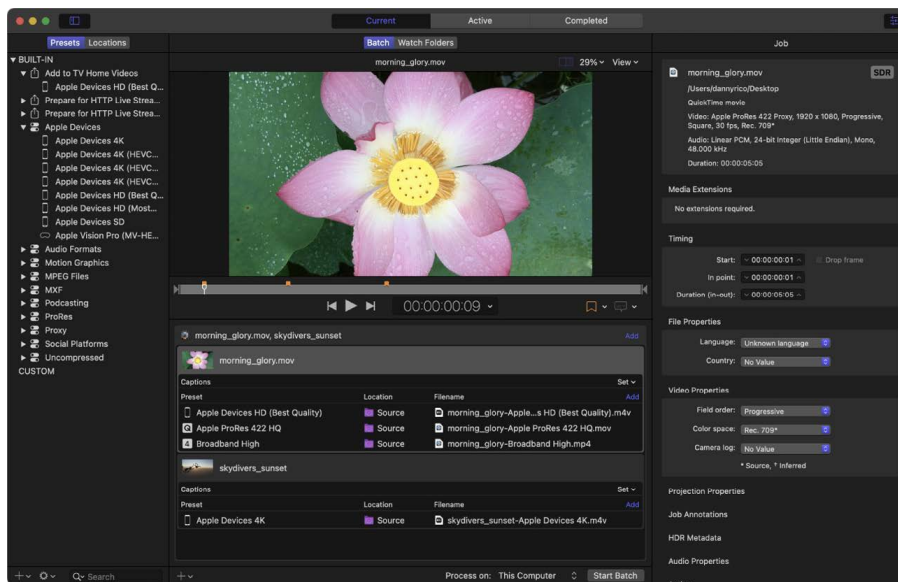 Current Active Completed
Presets Locations
BUILT-IN
Add to TV Home Videos
Apple Devices HD (Best Q...
Prepare for HTTP Live Strea...
Prepare for HTTP Live Strea...
Apple Devices
Apple Devices 4K
Apple Devices 4K (HEVC...
Apple Devices 4K (HEVC...
Apple Devices 4K (HEVC...
Apple Devices HD (Best Q...
Apple Devices HD (Most...
Apple Devices SD
Apple Vision Pro (MV-HE...
Audio Formats
Motion Graphics
MPEG Files
MXF
Podcasting
ProRes
Proxy
Social Platforms
Uncompressed
CUSTOM
Search
Batch Watch Folders
morning_glory.mov 29% View
00:00:00:09
morning_glory.mov, skydivers_sunset Add
morning_glory.mov
Captions Set
Preset Location Filename Add
Apple Devices HD (Best Quality) Source morning_glory-Apple...s HD (Best Quality).m4v
Apple ProRes 422 HQ Source morning_glory-Apple ProRes 422 HQ.mov
4 Broadband High Source morning_glory-Broadband High.mp4
skydivers_sunset
Captions Set
Preset Location Filename Add
Apple Devices 4K Source skydivers_sunset-Apple Devices 4K.m4v
Process on: This Computer Start Batch
Job
morning_glory.mov SDR
/Users/dannyrico/Desktop
QuickTime movie
Video: Apple ProRes 422 Proxy, 1920 x 1080, Progressive,
Square, 30 fps, Rec. 709*
Audio: Linear PCM, 24-bit Integer (Little Endian), Mono,
48.000 kHz
Duration: 00:00:05:05
Media Extensions
No extensions required.
Timing
Start: 00:00:00:01 Drop frame
In point: 00:00:00:01
Duration (in-out): 00:00:05:05
File Properties
Language: Unknown language
Country: No Value
Video Properties
Field order: Progressive
Color space: Rec. 709*
Camera log: No Value
* Source, † Inferred
Projection Properties
Job Annotations
HDR Metadata
Audio Properties